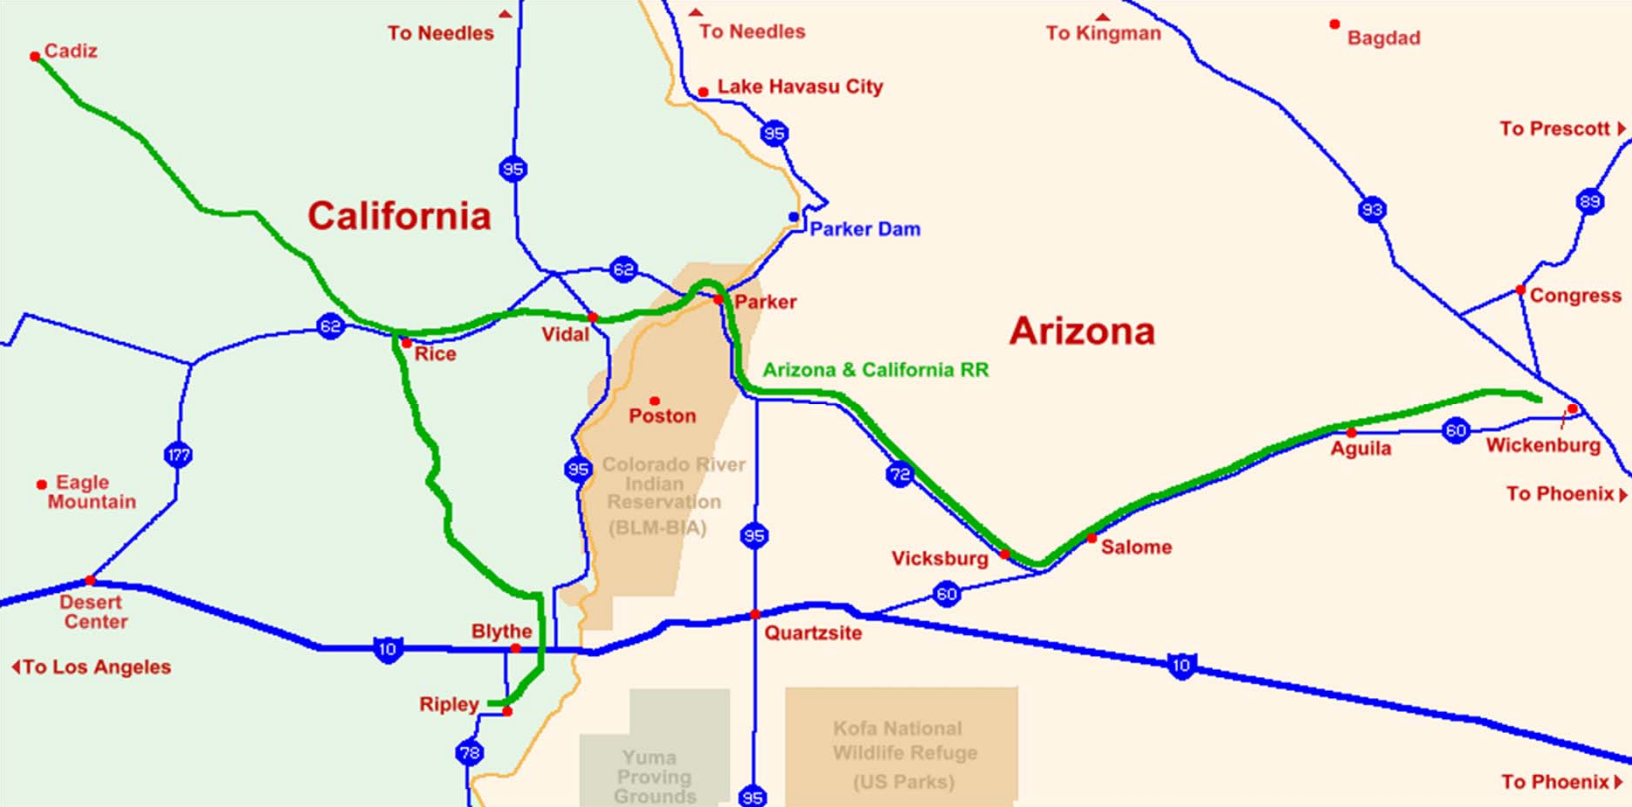 To Needles
To Needles
To Kingman
Bagdad
Cadiz
Lake Havasu City
95
To Prescott
95
89
93
California
Parker Dam
62
Congress
Parker
62
Vidal
Rice
Arizona
Arizona & California RR
Poston
Aguila
60
Wickenburg
177
95
Colorado River
Indian
Reservation
(BLM-BIA)
72
Eagle
Mountain
To Phoenix
95
Vicksburg
Salome
60
Desert
Center
Blythe
Quartzsite
10
To Los Angeles
10
Ripley
78
Yuma
Proving
Grounds
Kofa National
Wildlife Refuge
(US Parks)
95
To Phoenix